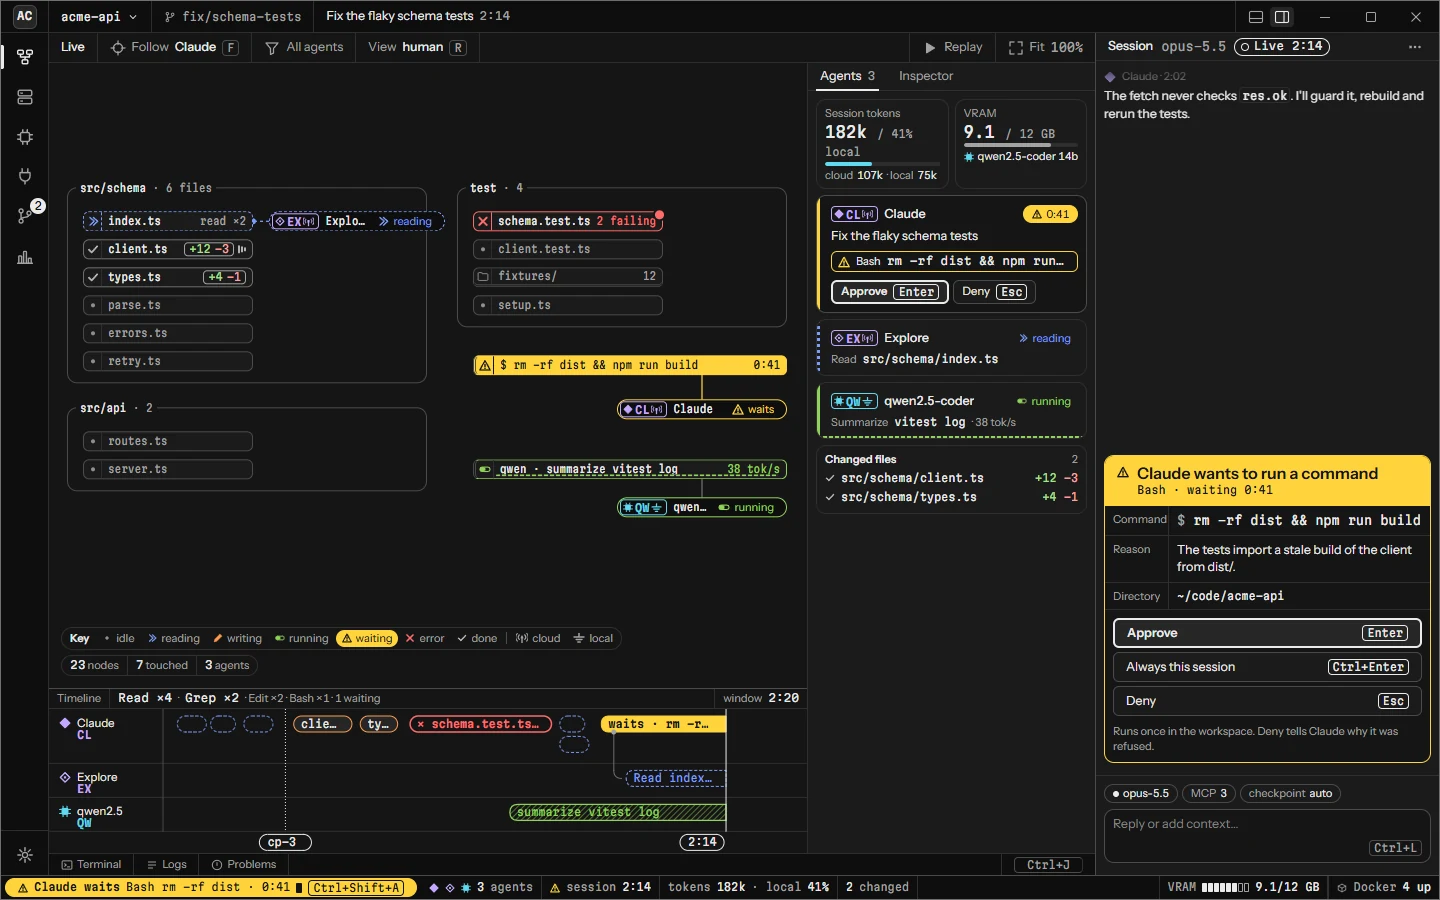 AC
acme-api
fix/schema-tests
Fix the flaky schema tests 2:14
Live
Follow Claude F
All agents
View human R
Replay
Fit 100%
Session opus-5.5 Live 2:14
Agents 3
Inspector
Claude · 2:02
The fetch never checks res.ok. I'll guard it, rebuild and
rerun the tests.
2
src/schema · 6 files
index.ts read ×2
EX Explo… reading
client.ts +12 −3
types.ts +4 −1
parse.ts
errors.ts
retry.ts
src/api · 2
routes.ts
server.ts
test · 4
schema.test.ts 2 failing
client.test.ts
fixtures/ 12
setup.ts
$ rm -rf dist && npm run build 0:41
CL Claude waits
qwen · summarize vitest log 38 tok/s
QW qwen… running
Session tokens
182k / 41%
local
cloud 107k · local 75k
VRAM
9.1 / 12 GB
qwen2.5-coder 14b
CL Claude 0:41
Fix the flaky schema tests
Bash rm -rf dist && npm run…
Approve Enter
Deny Esc
EX Explore reading
Read src/schema/index.ts
QW qwen2.5-coder running
Summarize vitest log · 38 tok/s
Changed files 2
src/schema/client.ts +12 −3
src/schema/types.ts +4 −1
Claude wants to run a command
Bash · waiting 0:41
Command $ rm -rf dist && npm run build
Reason The tests import a stale build of the client
from dist/.
Directory ~/code/acme-api
Approve Enter
Always this session Ctrl+Enter
Deny Esc
Runs once in the workspace. Deny tells Claude why it was
refused.
opus-5.5
MCP 3
checkpoint auto
Reply or add context…
Ctrl+L
Key idle reading writing running waiting error done cloud local
23 nodes 7 touched 3 agents
Timeline Read ×4 · Grep ×2 · Edit ×2 · Bash ×1 · 1 waiting
window 2:20
Claude
CL
clie…
ty…
× schema.test.ts…
waits · rm -r…
Explore
EX
Read index…
qwen2.5
QW
summarize vitest log
cp-3
2:14
Terminal
Logs
Problems
Ctrl+J
Claude waits Bash rm -rf dist · 0:41 Ctrl+Shift+A
3 agents
session 2:14
tokens 182k · local 41%
2 changed
VRAM 9.1/12 GB
Docker 4 up